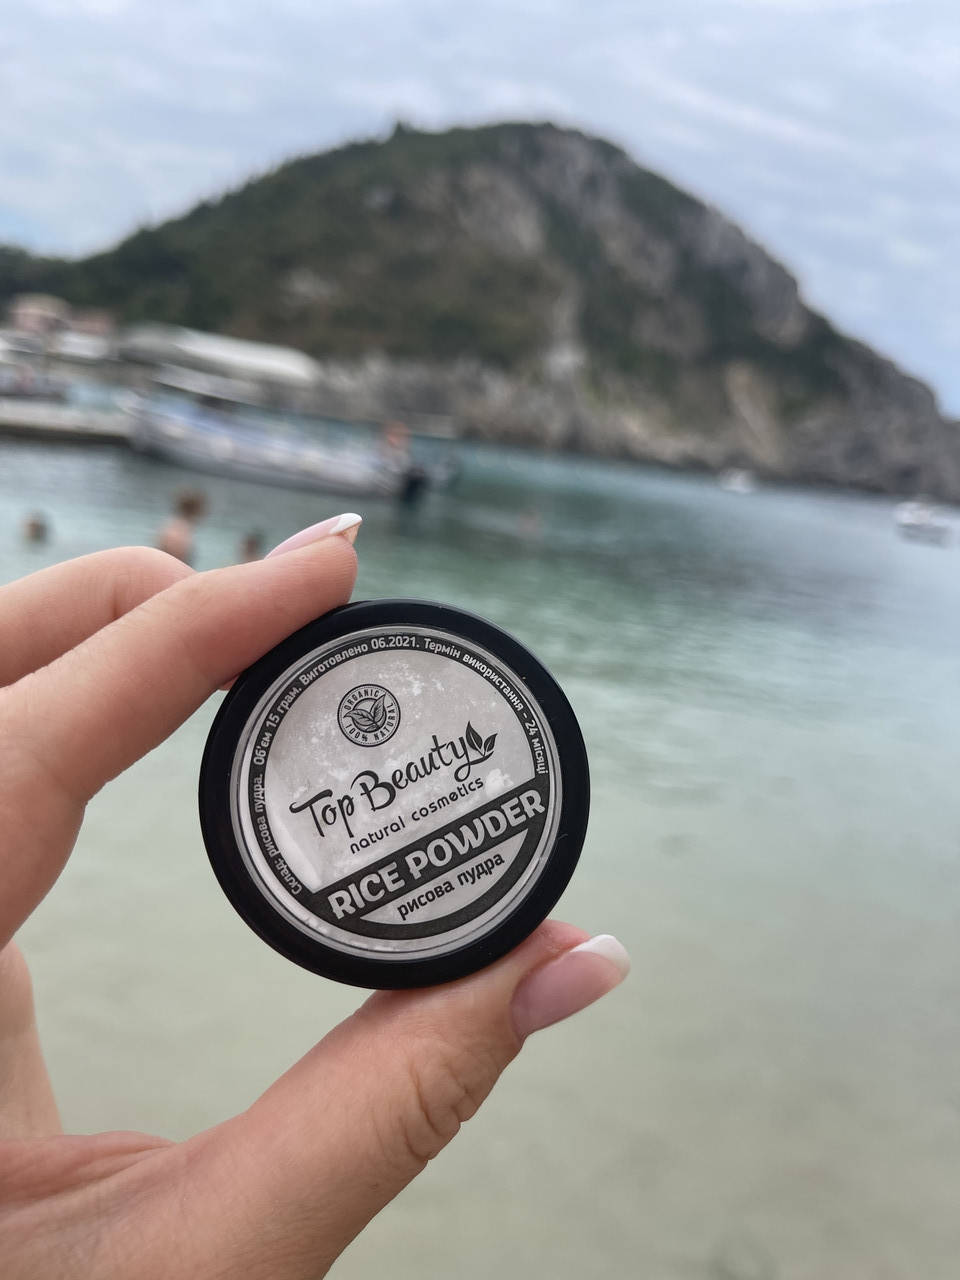 Склад: рисова пудра. Об'єм 15 грам. Виготовлено 06.2021. Термін використання - 24 місяці
ORGANIC
100% NATURAL
Top Beauty
natural cosmetics
RICE POWDER
рисова пудра